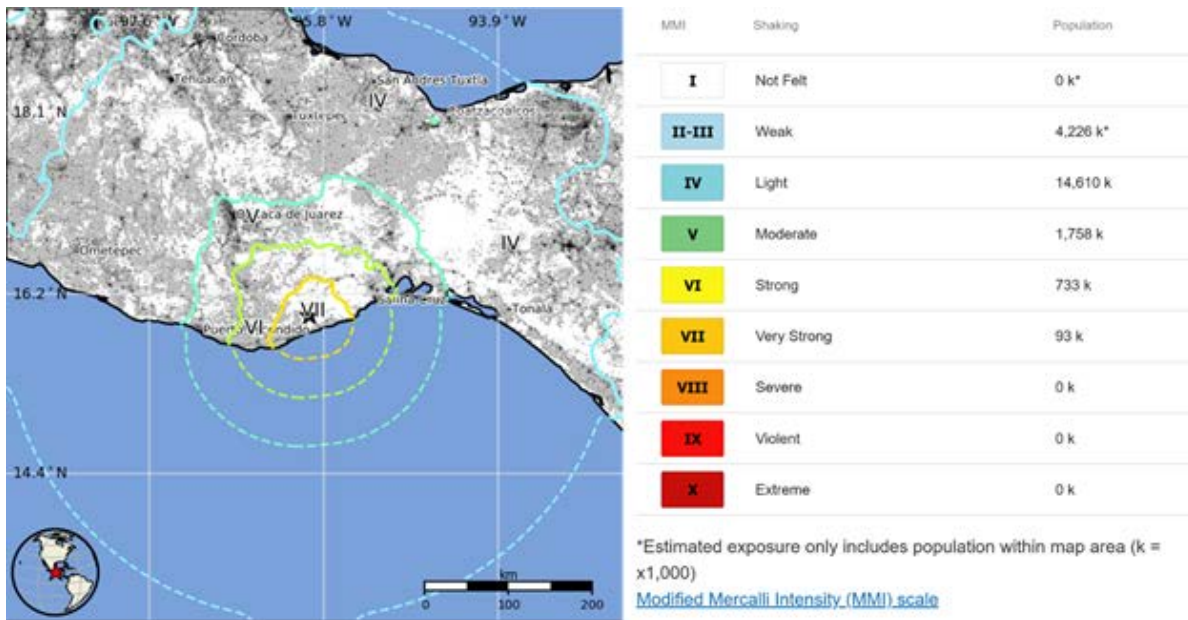 95.8°W
93.9°W
Cordoba
Tehuacan
San Andres Tuxtla
IV
18.1°N
Tuxtepec
V
Ometepec
IV
16.2°N
Salina Cruz
Tonala
VII
VI
14.4°N
km
0 100 200
MMI Shaking Population
I Not Felt 0 k*
II-III Weak 4,226 k*
IV Light 14,610 k
V Moderate 1,758 k
VI Strong 733 k
VII Very Strong 93 k
VIII Severe 0 k
IX Violent 0 k
X Extreme 0 k
*Estimated exposure only includes population within map area (k =
x1,000)
Modified Mercalli Intensity (MMI) scale